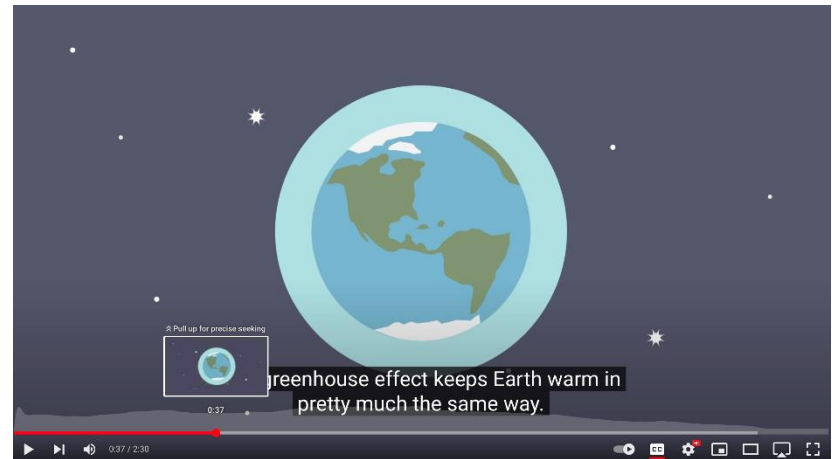 Pull up for precise seeking
0:37
greenhouse effect keeps Earth warm in
pretty much the same way.
0:37 / 2:30
CC